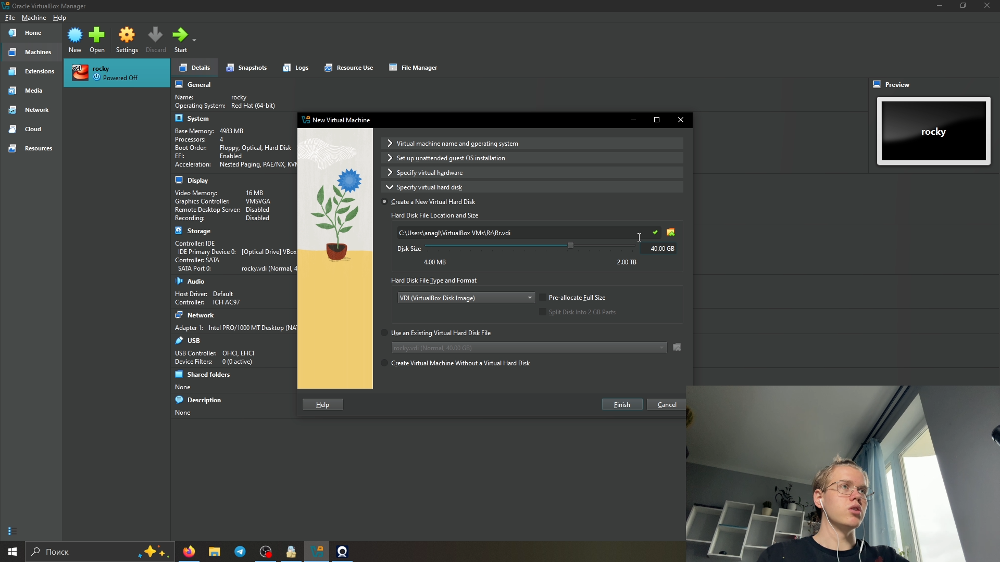 Oracle VirtualBox Manager
File Machine Help
Home
Machines
Extensions
Media
Network
Cloud
Resources
New Open Settings Discard Start
x64 rocky
Powered Off
Details Snapshots Logs Resource Use File Manager
General
Name: rocky
Operating System: Red Hat (64-bit)
System
Base Memory: 4983 MB
Processors: 4
Boot Order: Floppy, Optical, Hard Disk
EFI: Enabled
Acceleration: Nested Paging, PAE/NX, KVM
Display
Video Memory: 16 MB
Graphics Controller: VMSVGA
Remote Desktop Server: Disabled
Recording: Disabled
Storage
Controller: IDE
IDE Primary Device 0: [Optical Drive] VBox
Controller: SATA
SATA Port 0: rocky.vdi (Normal, 4
Audio
Host Driver: Default
Controller: ICH AC97
Network
Adapter 1: Intel PRO/1000 MT Desktop (NAT
USB
USB Controller: OHCI, EHCI
Device Filters: 0 (0 active)
Shared folders
None
Description
None
Preview
rocky
New Virtual Machine
Virtual machine name and operating system
Set up unattended guest OS installation
Specify virtual hardware
Specify virtual hard disk
Create a New Virtual Hard Disk
Hard Disk File Location and Size
C:\Users\anagl\VirtualBox VMs\Rr\Rr.vdi
Disk Size 40.00 GB
4.00 MB 2.00 TB
Hard Disk File Type and Format
VDI (VirtualBox Disk Image) Pre-allocate Full Size
Split Disk Into 2 GB Parts
Use an Existing Virtual Hard Disk File
rocky.vdi (Normal, 40.00 GB)
Create Virtual Machine Without a Virtual Hard Disk
Help Finish Cancel
Поиск